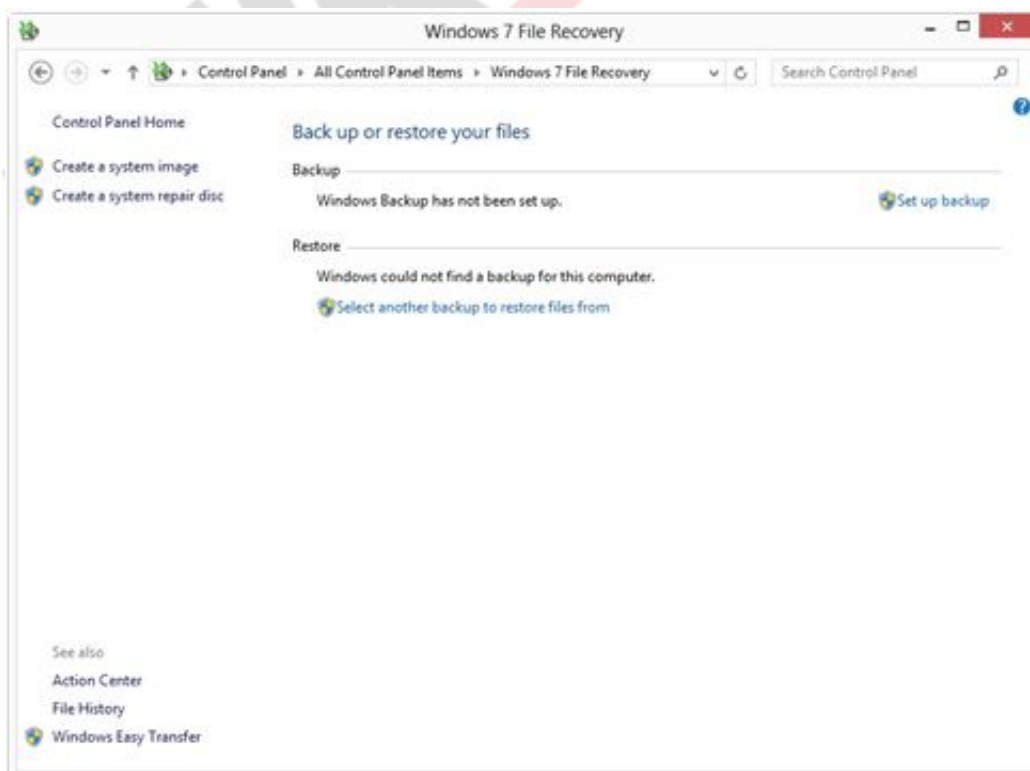 Windows 7 File Recovery
Control Panel All Control Panel Items Windows 7 File Recovery
Search Control Panel
Control Panel Home
Create a system image
Create a system repair disc
Back up or restore your files
Backup
Windows Backup has not been set up.
Set up backup
Restore
Windows could not find a backup for this computer.
Select another backup to restore files from
See also
Action Center
File History
Windows Easy Transfer